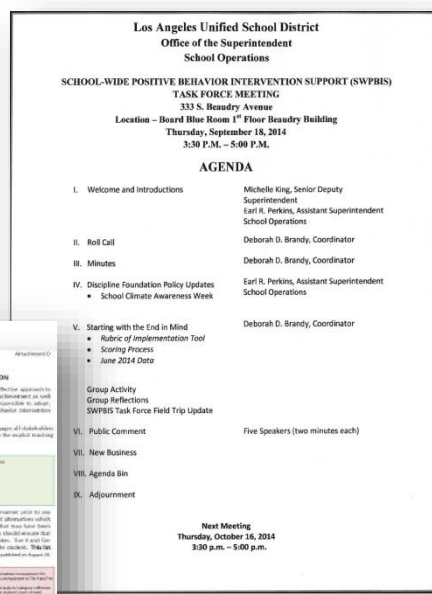 Los Angeles Unified School District
Office of the Superintendent
School Operations
SCHOOL-WIDE POSITIVE BEHAVIOR INTERVENTION SUPPORT (SWPBIS)
TASK FORCE MEETING
333 S. Beaudry Avenue
Location – Board Blue Room 1st Floor Beaudry Building
Thursday, September 18, 2014
3:30 P.M. – 5:00 P.M.
AGENDA
I. Welcome and Introductions
Michelle King, Senior Deputy
Superintendent
Earl R. Perkins, Assistant Superintendent
School Operations
II. Roll Call
Deborah D. Brandy, Coordinator
III. Minutes
Deborah D. Brandy, Coordinator
IV. Discipline Foundation Policy Updates
• School Climate Awareness Week
Earl R. Perkins, Assistant Superintendent
School Operations
V. Starting with the End in Mind
Deborah D. Brandy, Coordinator
• Rubric of Implementation Tool
• Scoring Process
• June 2014 Data
Group Activity
Group Reflections
SWPBIS Task Force Field Trip Update
VI. Public Comment
Five Speakers (two minutes each)
VII. New Business
VIII. Agenda Bin
IX. Adjournment
Next Meeting
Thursday, October 16, 2014
3:30 p.m. – 5:00 p.m.
Attachment D